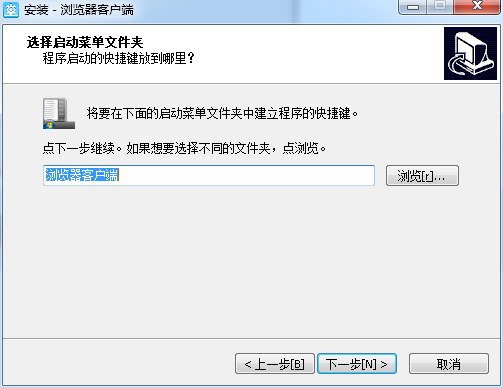 安装 - 浏览器客户端
选择启动菜单文件夹
程序启动的快捷键放到哪里？
将要在下面的启动菜单文件夹中建立程序的快捷键。
点下一步继续。如果想要选择不同的文件夹，点浏览。
浏览器客户端
浏览[r]...
< 上一步[B]
下一步[N] >
取消